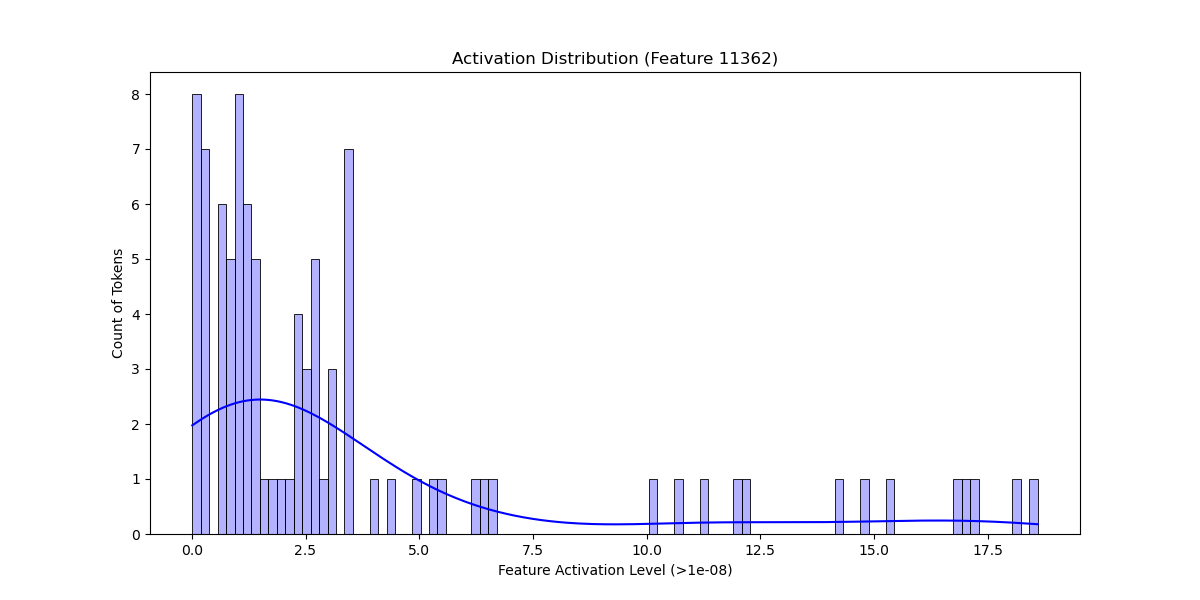 Activation Distribution (Feature 11362)
Count of Tokens
8
7
6
5
4
3
2
1
0
0.0 2.5 5.0 7.5 10.0 12.5 15.0 17.5
Feature Activation Level (>1e-08)